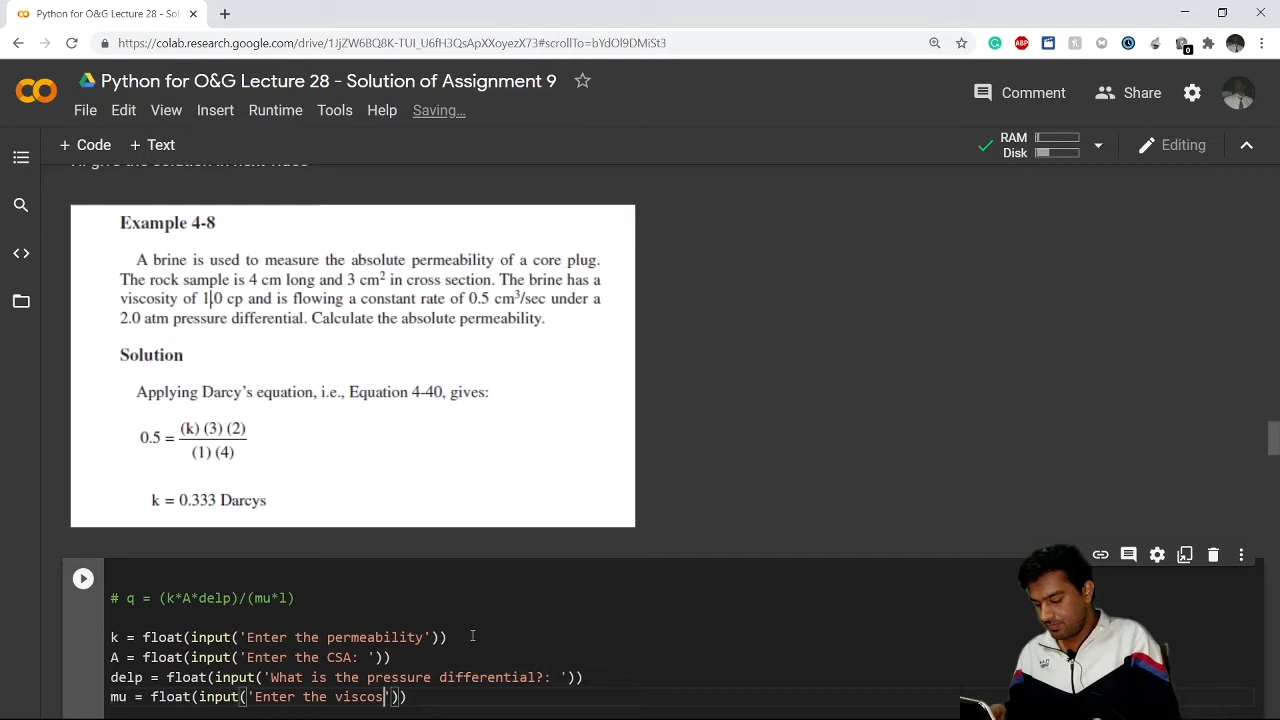 Python for O&G Lecture 28 - Solu
https://colab.research.google.com/drive/1JjZW6BQ8K-TUI_U6fH3QsApYXoyezX73#scrollTo=bYdOl9DMiSt3
Python for O&G Lecture 28 - Solution of Assignment 9
Comment
Share
File Edit View Insert Runtime Tools Help Saving...
+ Code + Text
RAM
Disk
Editing
Example 4-8
A brine is used to measure the absolute permeability of a core plug.
The rock sample is 4 cm long and 3 cm² in cross section. The brine has a
viscosity of 1.0 cp and is flowing a constant rate of 0.5 cm³/sec under a
2.0 atm pressure differential. Calculate the absolute permeability.
Solution
Applying Darcy's equation, i.e., Equation 4-40, gives:
0.5 = (k) (3) (2)
(1) (4)
k = 0.333 Darcys
# q = (k*A*delp)/(mu*l)
k = float(input('Enter the permeability'))
A = float(input('Enter the CSA: '))
delp = float(input('What is the pressure differential?: '))
mu = float(input('Enter the viscos'))